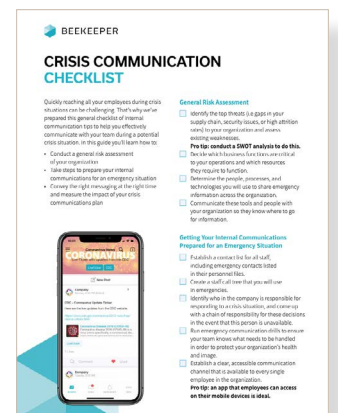 BEEKEEPER
CRISIS COMMUNICATION
CHECKLIST
Quickly reaching all your employees during crisis
situations can be challenging. That's why we've
prepared this general checklist of internal
communication tips to help you effectively
communicate with your team during a potential
crisis situation. In this guide you'll learn how to:
• Conduct a general risk assessment
of your organization
• Take steps to prepare your internal
communications for an emergency situation
• Convey the right messaging at the right time
and measure the impact of your crisis
communications plan
CORONAVIRUS
New Post
Company
Company
General Risk Assessment
Identify the top threats (i.e gaps in your
supply chain, security issues, or high attrition
rates) to your organization and assess
existing weaknesses.
Pro tip: conduct a SWOT analysis to do this.
Decide which business functions are critical
to your operations and which resources
they require to function.
Determine the people, processes, and
technologies you will use to share emergency
information across the organization.
Communicate these tools and people with
your organization so they know where to go
for information.
Getting Your Internal Communications
Prepared for an Emergency Situation
Establish a contact list for all staff,
including emergency contacts listed
in their personnel files.
Create a staff call tree that you will use
in emergencies.
Identify who in the company is responsible for
responding to an crisis situation, and come up
with a chain of responsibility for these decisions
in the event that this person is unavailable.
Run emergency communication drills to ensure
your team knows what needs to be handled
in order to protect your organization's health
and image.
Establish a clear, accessible communication
channel that is available to every single
employee in the organization.
Pro tip: an app that employees can access
on their mobile devices is ideal.